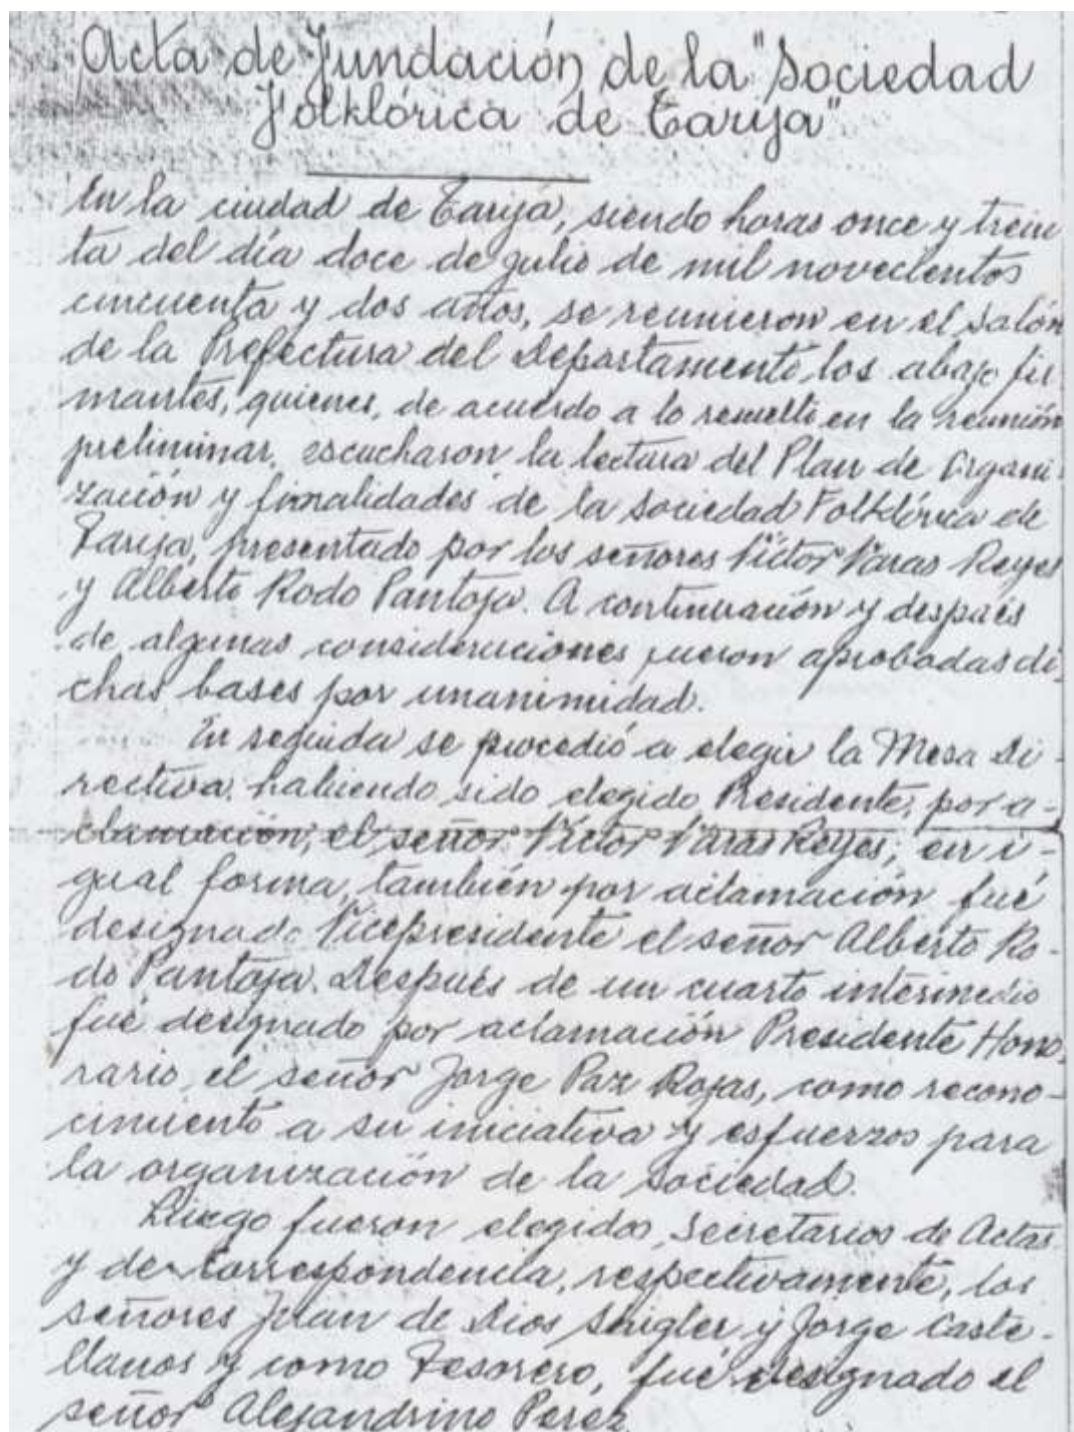 Acta de Fundación de la "Sociedad
Folklórica de Tarija"
En la ciudad de Tarija, siendo horas once y trein
ta del día doce de julio de mil novecientos
cincuenta y dos años, se reunieron en el salón
de la Prefectura del Departamento, los abajo fir
mantes, quienes, de acuerdo a lo resuelto en la reunión
preliminar, escucharon la lectura del Plan de Organi
zación y finalidades de la Sociedad Folklórica de
Tarija, presentado por los señores Víctor Varas Reyes
y Alberto Rodo Pantoja. A continuación y después
de algunas consideraciones fueron aprobadas di
chas bases por unanimidad.
En seguida se procedió a elegir la Mesa Di-
rectiva, habiendo sido elegido Presidente, por a-
clamación, el señor Víctor Varas Reyes; en i-
gual forma, también por aclamación fué
designado Vicepresidente el señor Alberto Ro-
do Pantoja. Después de un cuarto intermedio
fué designado por aclamación Presidente Hono-
rario, el señor Jorge Paz Rojas, como recono-
cimiento a su iniciativa y esfuerzos para
la organización de la Sociedad.
Luego fueron elegidos, Secretarios de Actas
y de Correspondencia, respectivamente, los
señores Juan de Dios Shigler y Jorge Caste-
llanos y como Tesorero, fué designado el
señor Alejandrino Perez.